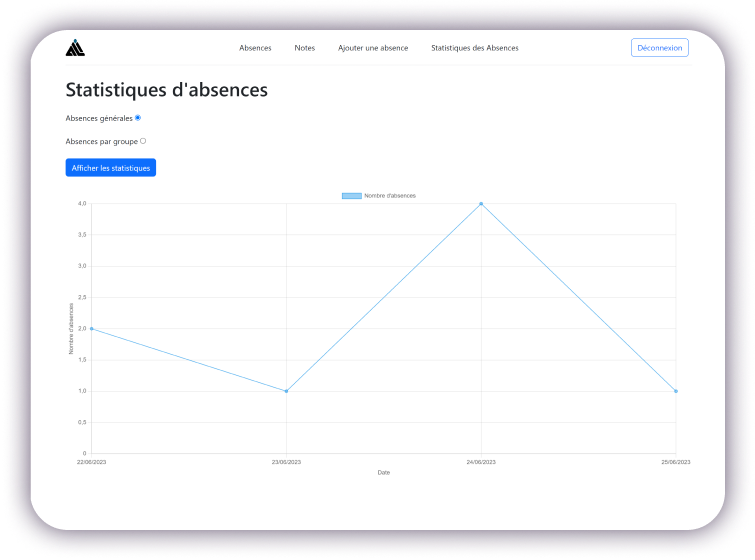 Absences Notes Ajouter une absence Statistiques des Absences Déconnexion
Statistiques d'absences
Absences générales
Absences par groupe
Afficher les statistiques
Nombre d'absences
4,0
3,5
3,0
2,5
2,0
1,5
1,0
0,5
0
Nombre d'absences
22/06/2023 23/06/2023 24/06/2023 25/06/2023
Date